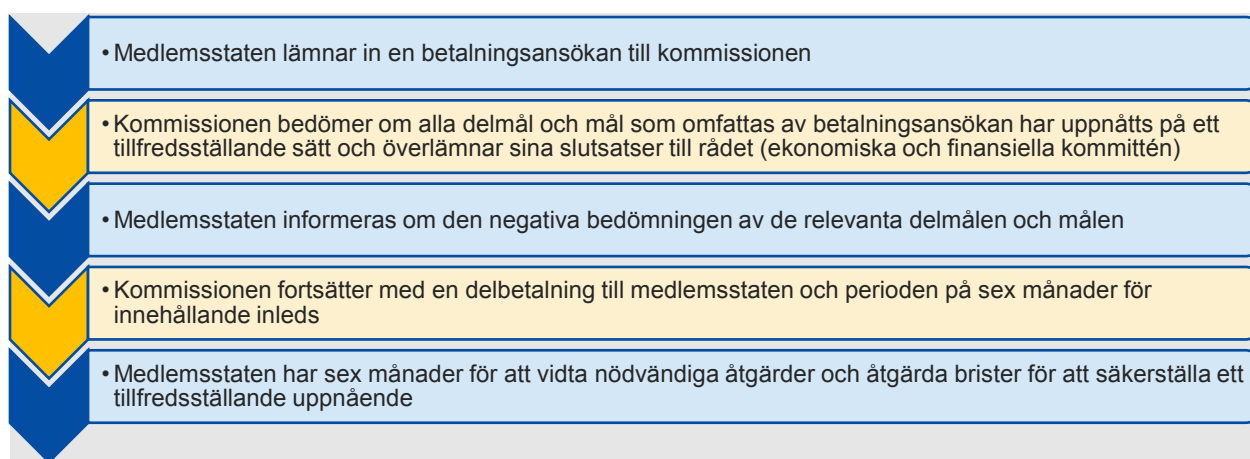 • Medlemsstaten lämnar in en betalningsansökan till kommissionen
• Kommissionen bedömer om alla delmål och mål som omfattas av betalningsansökan har uppnåtts på ett
tillfredsställande sätt och överlämnar sina slutsatser till rådet (ekonomiska och finansiella kommittén)
• Medlemsstaten informeras om den negativa bedömningen av de relevanta delmålen och målen
• Kommissionen fortsätter med en delbetalning till medlemsstaten och perioden på sex månader för
innehållande inleds
• Medlemsstaten har sex månader för att vidta nödvändiga åtgärder och åtgärda brister för att säkerställa ett
tillfredsställande uppnående